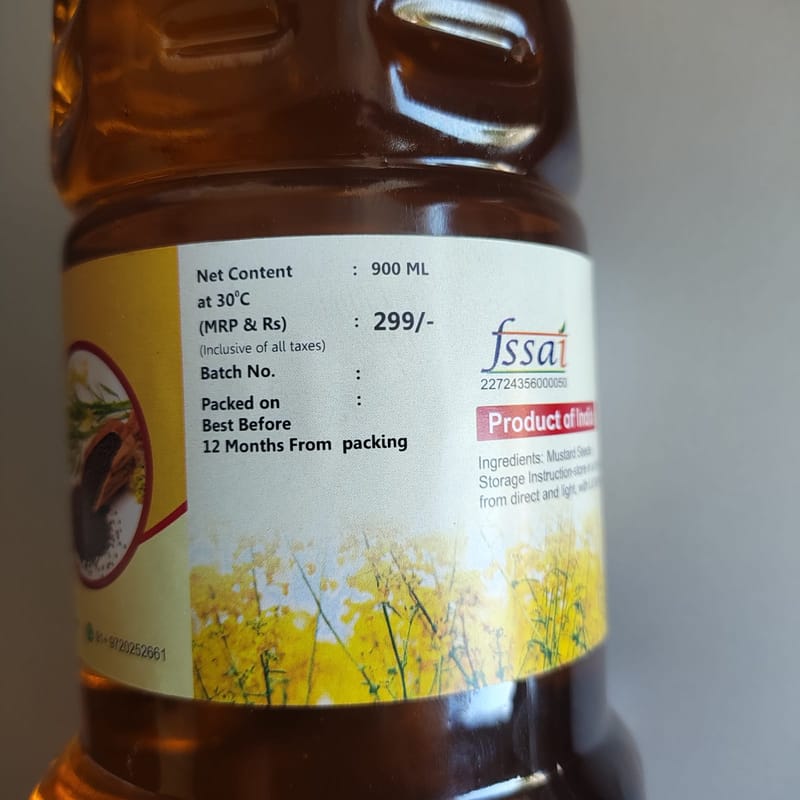 Net Content : 900 ML
at 30⁰C
(MRP & Rs) : 299/-
(Inclusive of all taxes)
Batch No. :
Packed on :
Best Before
12 Months From packing
fssai
22724356000050
Product of India
Ingredients: Mustard Seeds
Storage Instruction-store
from direct and light, with
9720252661